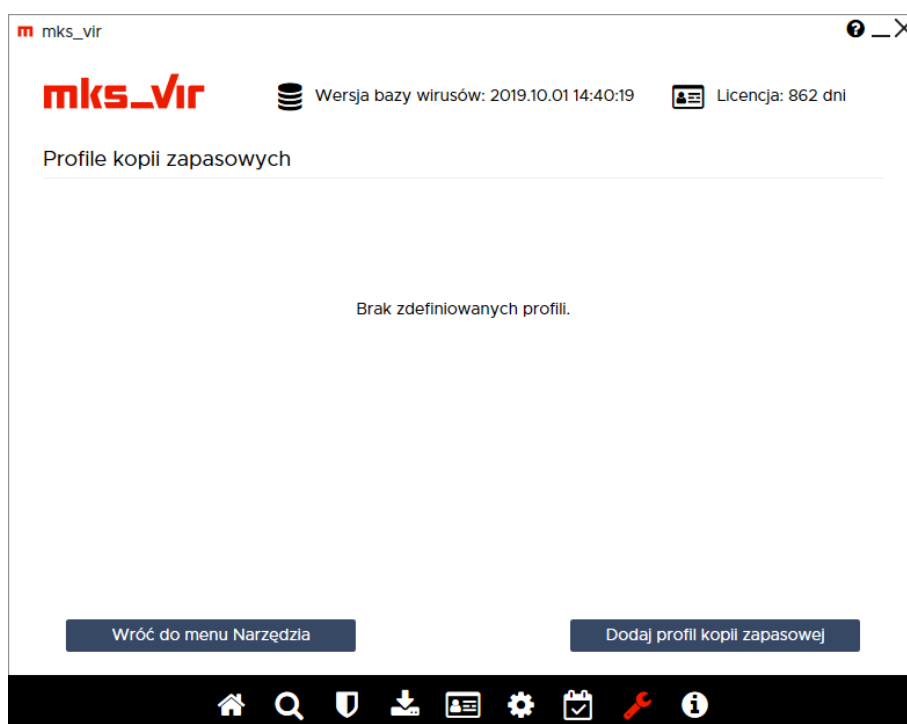 mks_vir
mks_vir
Wersja bazy wirusów: 2019.10.01 14:40:19
Licencja: 862 dni
Profile kopii zapasowych
Brak zdefiniowanych profili.
Wróć do menu Narzędzia
Dodaj profil kopii zapasowej